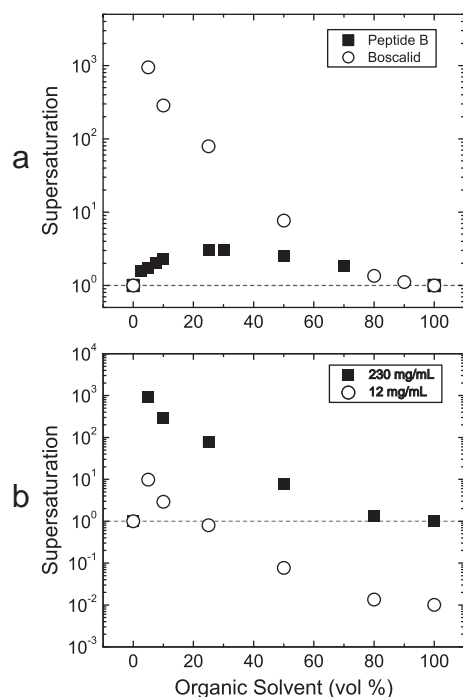 a
Supersaturation
Peptide B
Boscalid
10³
10²
10¹
10⁰
0 20 40 60 80 100
b
Supersaturation
230 mg/mL
12 mg/mL
10⁴
10³
10²
10¹
10⁰
10⁻¹
10⁻²
10⁻³
0 20 40 60 80 100
Organic Solvent (vol %)